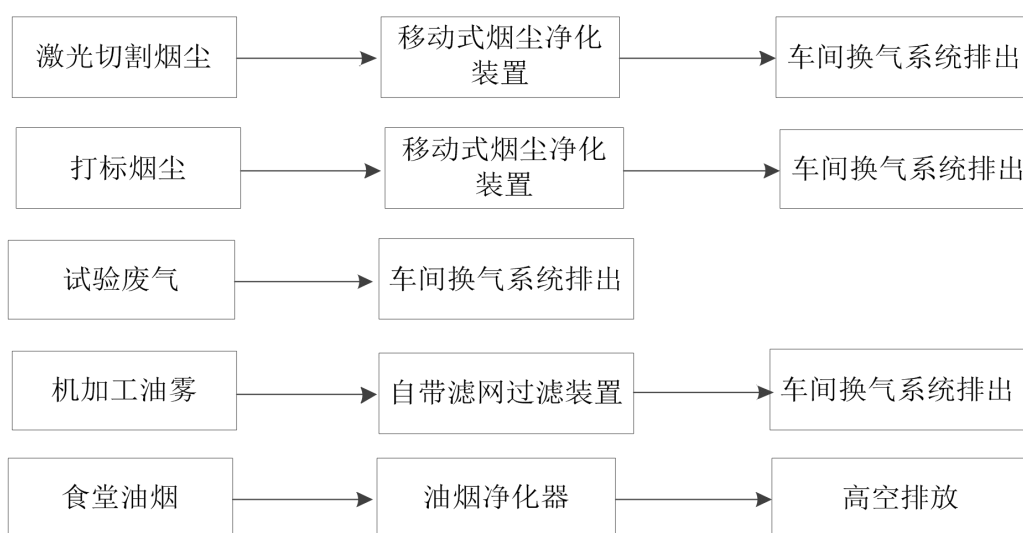 激光切割烟尘
移动式烟尘净化
装置
车间换气系统排出
打标烟尘
移动式烟尘净化
装置
车间换气系统排出
试验废气
车间换气系统排出
机加工油雾
自带滤网过滤装置
车间换气系统排出
食堂油烟
油烟净化器
高空排放